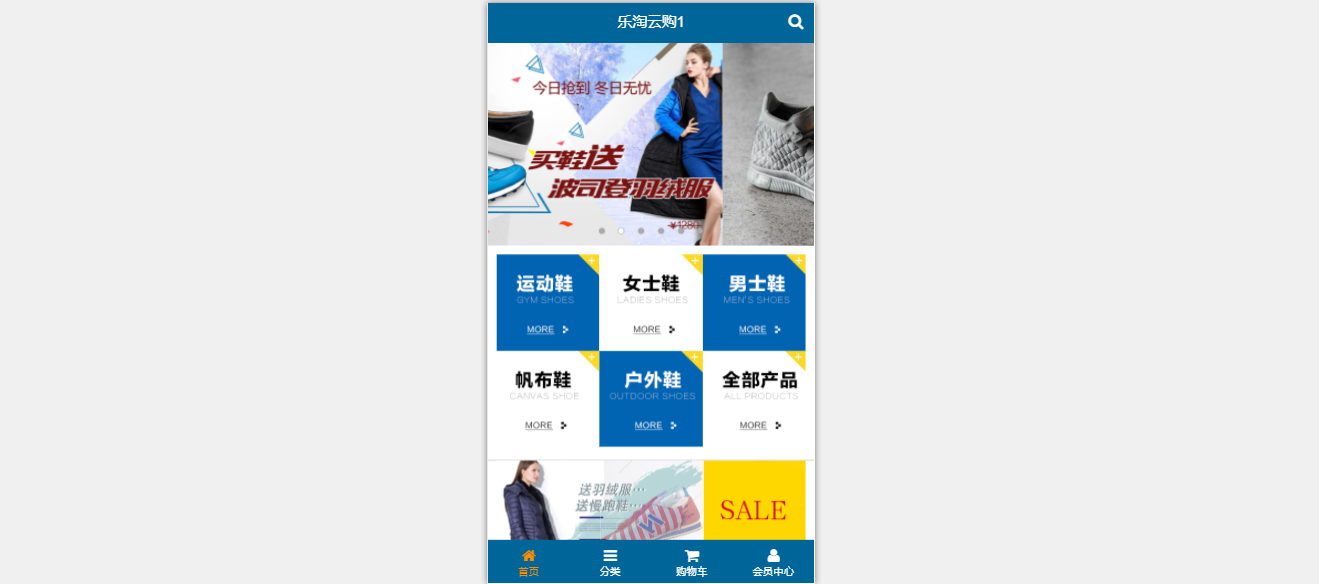 乐淘云购1
今日抢到 冬日无忧
买鞋送
波司登羽绒服
¥1280
运动鞋
GYM SHOES
MORE
女士鞋
LADIES SHOES
MORE
男士鞋
MEN'S SHOES
MORE
帆布鞋
CANVAS SHOE
MORE
户外鞋
OUTDOOR SHOES
MORE
全部产品
ALL PRODUCTS
MORE
送羽绒服…
送慢跑鞋…
SALE
首页
分类
购物车
会员中心